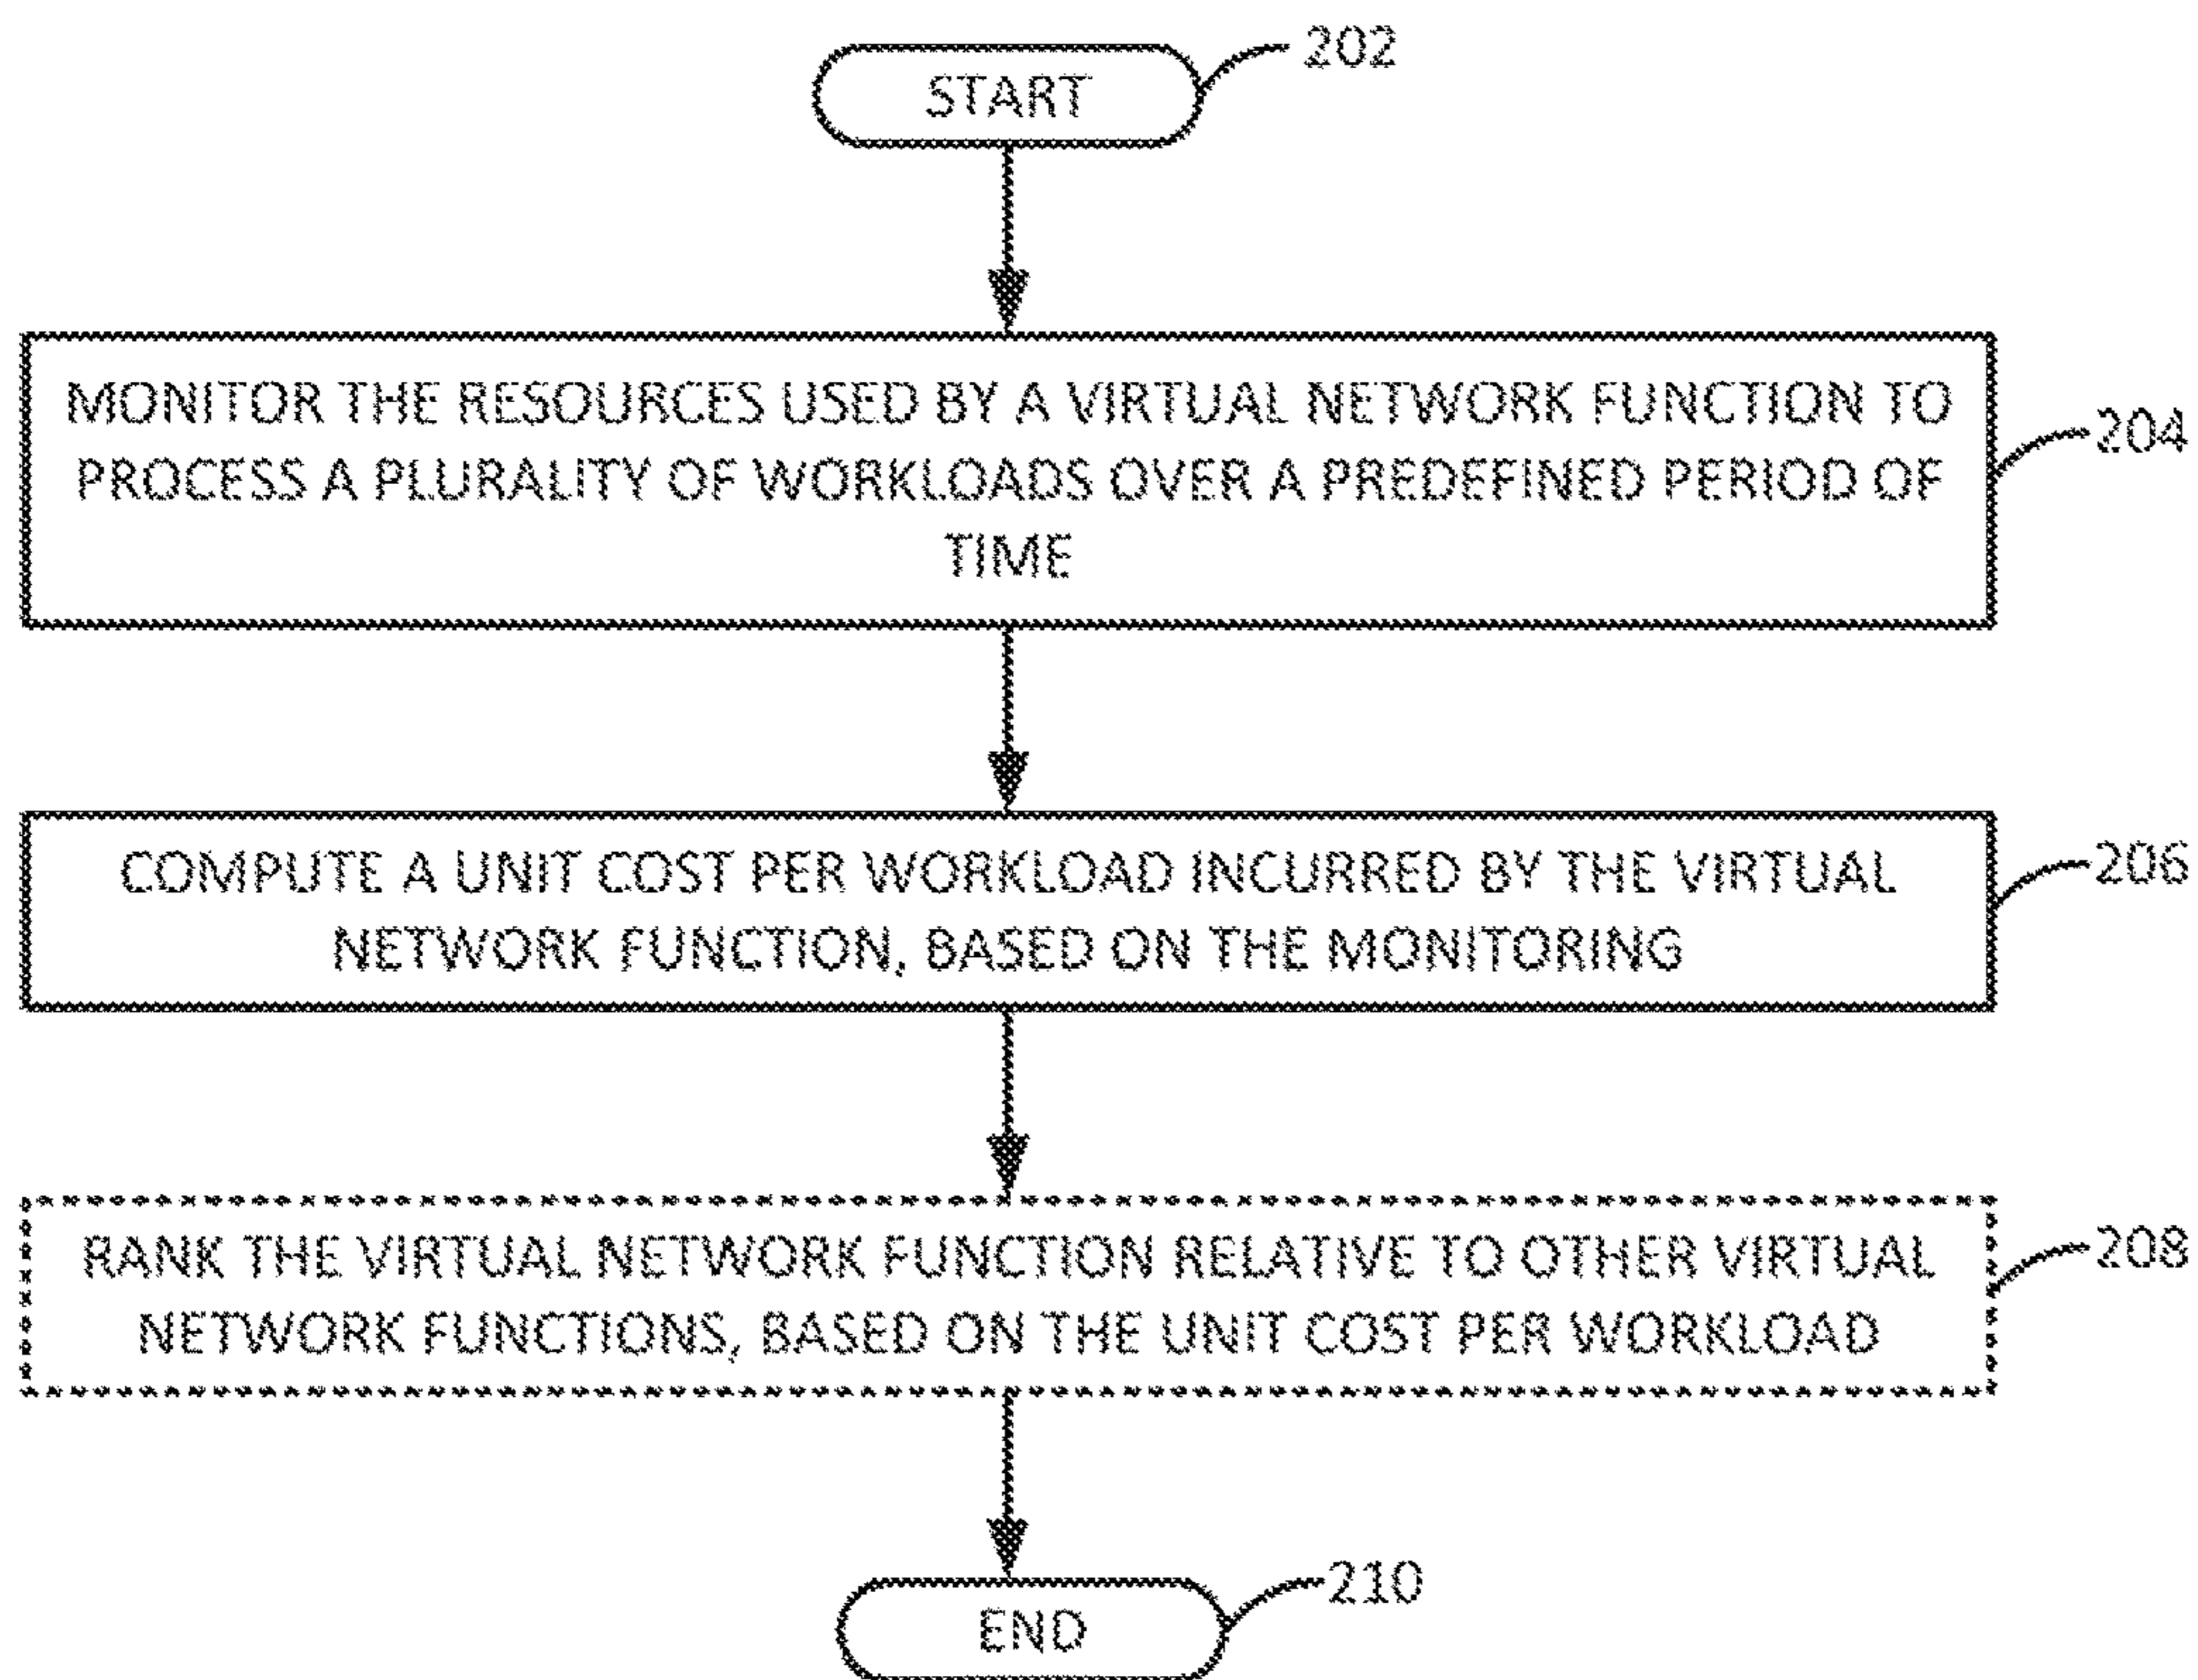 START
202
MONITOR THE RESOURCES USED BY A VIRTUAL NETWORK FUNCTION TO
PROCESS A PLURALITY OF WORKLOADS OVER A PREDEFINED PERIOD OF
TIME
204
COMPUTE A UNIT COST PER WORKLOAD INCURRED BY THE VIRTUAL
NETWORK FUNCTION, BASED ON THE MONITORING
206
RANK THE VIRTUAL NETWORK FUNCTION RELATIVE TO OTHER VIRTUAL
NETWORK FUNCTIONS, BASED ON THE UNIT COST PER WORKLOAD
208
END
210